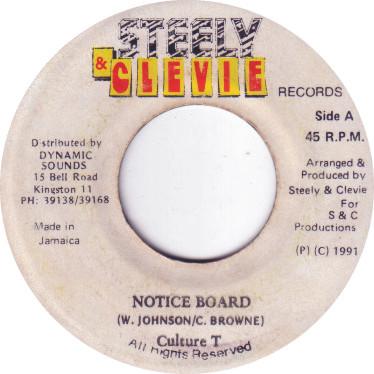 STEELY
& CLEVIE
RECORDS
Side A
45 R.P.M.
Distributed by
DYNAMIC
SOUNDS
15 Bell Road
Kingston 11
PH: 39138/39168
Made in
Jamaica
Arranged &
Produced by
Steely & Clevie
For
S & C
Productions
(P) (C) 1991
NOTICE BOARD
(W. JOHNSON/C. BROWNE)
Culture T
All Rights Reserved